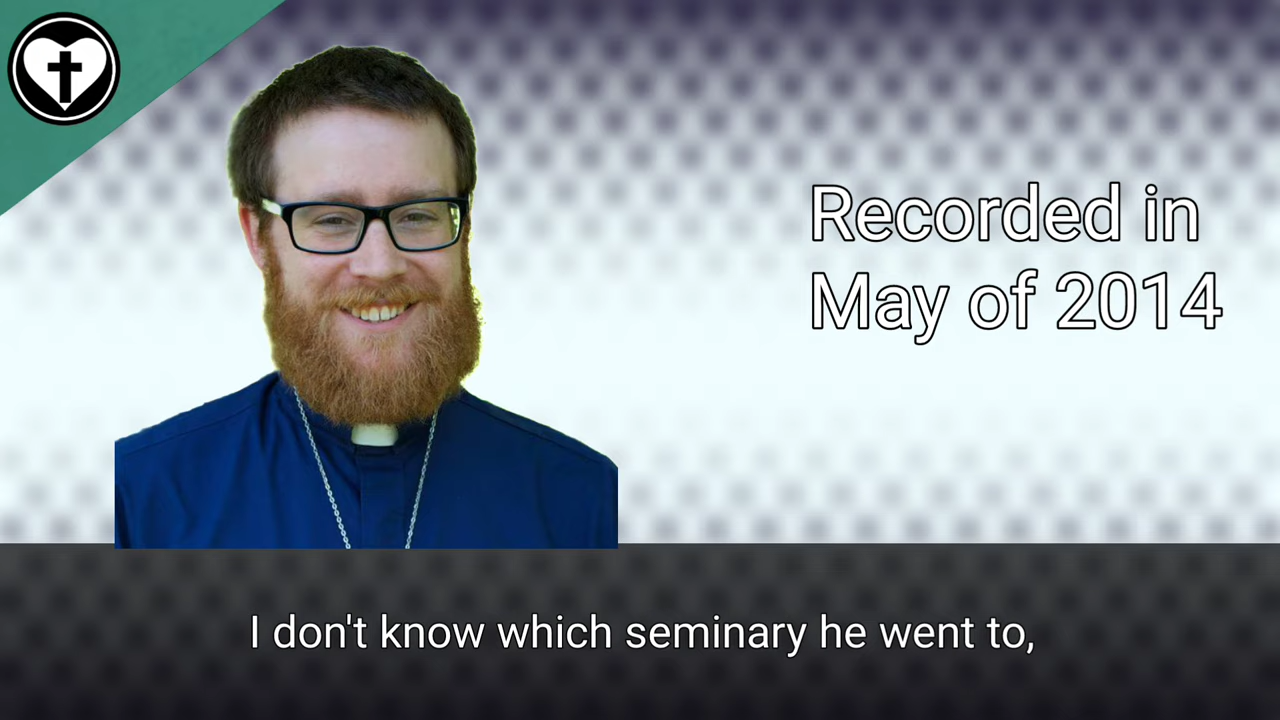 Recorded in
May of 2014
I don't know which seminary he went to,